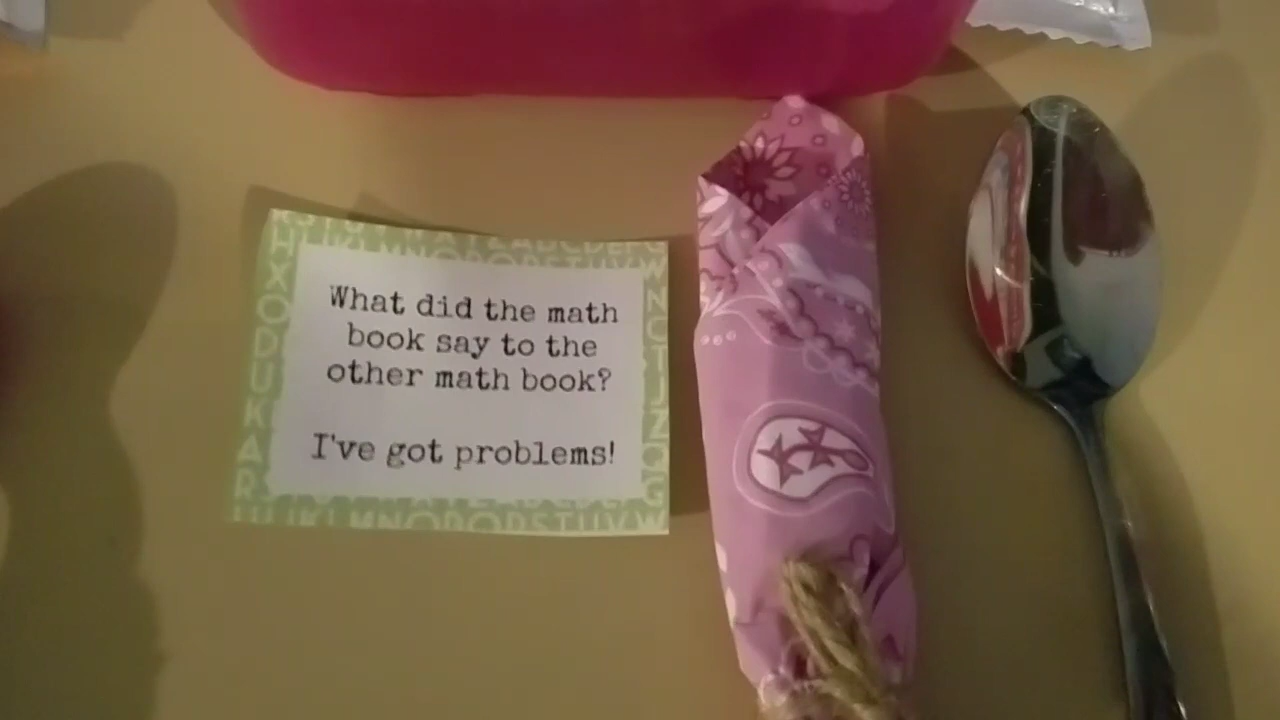 What did the math
book say to the
other math book?
I've got problems!